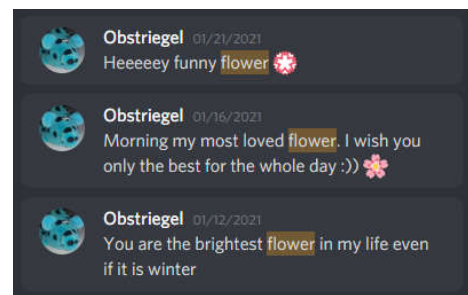 Obstriegel 01/21/2021
Heeeeey funny flower 💮
Obstriegel 01/16/2021
Morning my most loved flower. I wish you
only the best for the whole day :)) 🌸
Obstriegel 01/12/2021
You are the brightest flower in my life even
if it is winter